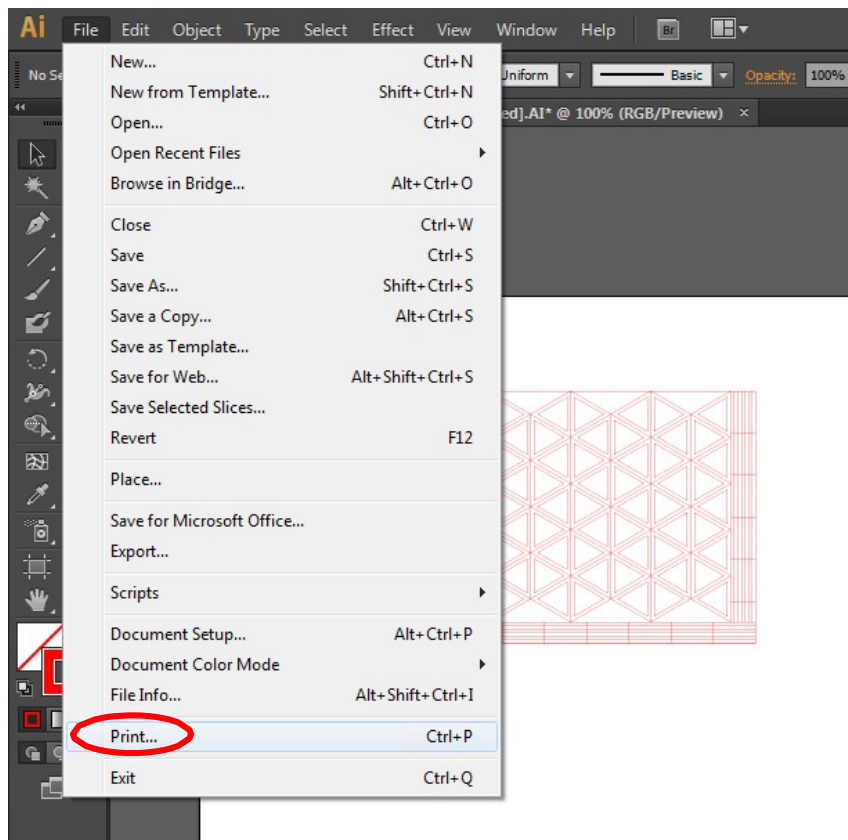 Ai File Edit Object Type Select Effect View Window Help Br
No Se
Uniform Basic Opacity: 100%
ed].AI* @ 100% (RGB/Preview) ×
New... Ctrl+N
New from Template... Shift+Ctrl+N
Open... Ctrl+O
Open Recent Files
Browse in Bridge... Alt+Ctrl+O
Close Ctrl+W
Save Ctrl+S
Save As... Shift+Ctrl+S
Save a Copy... Alt+Ctrl+S
Save as Template...
Save for Web... Alt+Shift+Ctrl+S
Save Selected Slices...
Revert F12
Place...
Save for Microsoft Office...
Export...
Scripts
Document Setup... Alt+Ctrl+P
Document Color Mode
File Info... Alt+Shift+Ctrl+I
Print... Ctrl+P
Exit Ctrl+Q